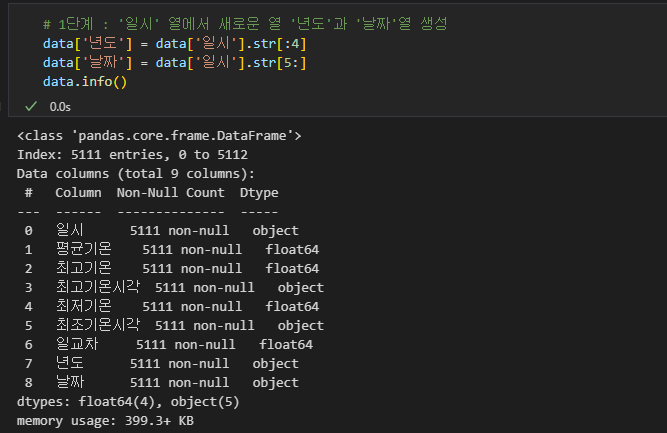 # 1단계 : '일시' 열에서 새로운 열 '년도'과 '날짜'열 생성
data['년도'] = data['일시'].str[:4]
data['날짜'] = data['일시'].str[5:]
data.info()
0.0s
<class 'pandas.core.frame.DataFrame'>
Index: 5111 entries, 0 to 5112
Data columns (total 9 columns):
 #   Column  Non-Null Count  Dtype
---  ------  --------------  -----
 0   일시      5111 non-null   object
 1   평균기온    5111 non-null   float64
 2   최고기온    5111 non-null   float64
 3   최고기온시각  5111 non-null   object
 4   최저기온    5111 non-null   float64
 5   최조기온시각  5111 non-null   object
 6   일교차     5111 non-null   float64
 7   년도      5111 non-null   object
 8   날짜      5111 non-null   object
dtypes: float64(4), object(5)
memory usage: 399.3+ KB